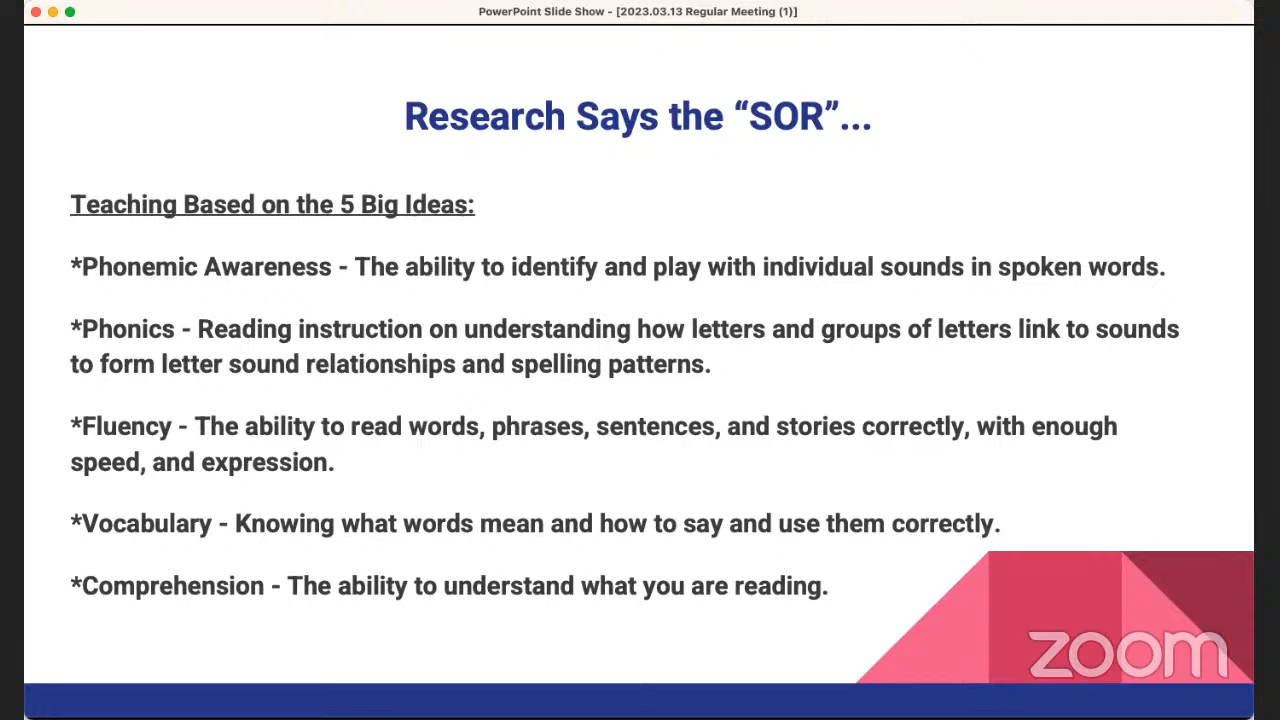 PowerPoint Slide Show - [2023.03.13 Regular Meeting (1)]
Research Says the “SOR”...
Teaching Based on the 5 Big Ideas:
*Phonemic Awareness - The ability to identify and play with individual sounds in spoken words.
*Phonics - Reading instruction on understanding how letters and groups of letters link to sounds
to form letter sound relationships and spelling patterns.
*Fluency - The ability to read words, phrases, sentences, and stories correctly, with enough
speed, and expression.
*Vocabulary - Knowing what words mean and how to say and use them correctly.
*Comprehension - The ability to understand what you are reading.
zoom